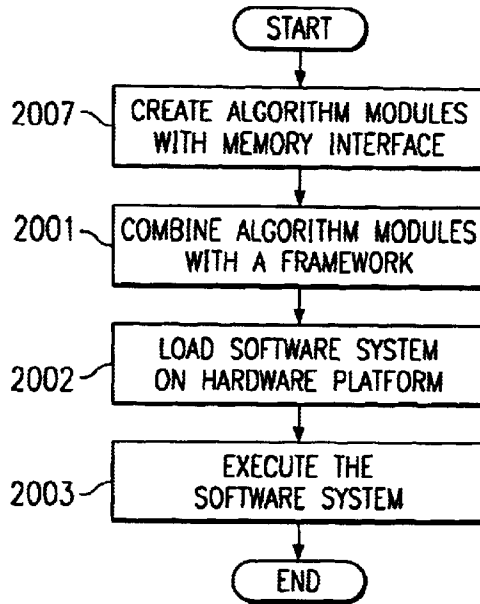 START
2007
CREATE ALGORITHM MODULES
WITH MEMORY INTERFACE
2001
COMBINE ALGORITHM MODULES
WITH A FRAMEWORK
2002
LOAD SOFTWARE SYSTEM
ON HARDWARE PLATFORM
2003
EXECUTE THE
SOFTWARE SYSTEM
END